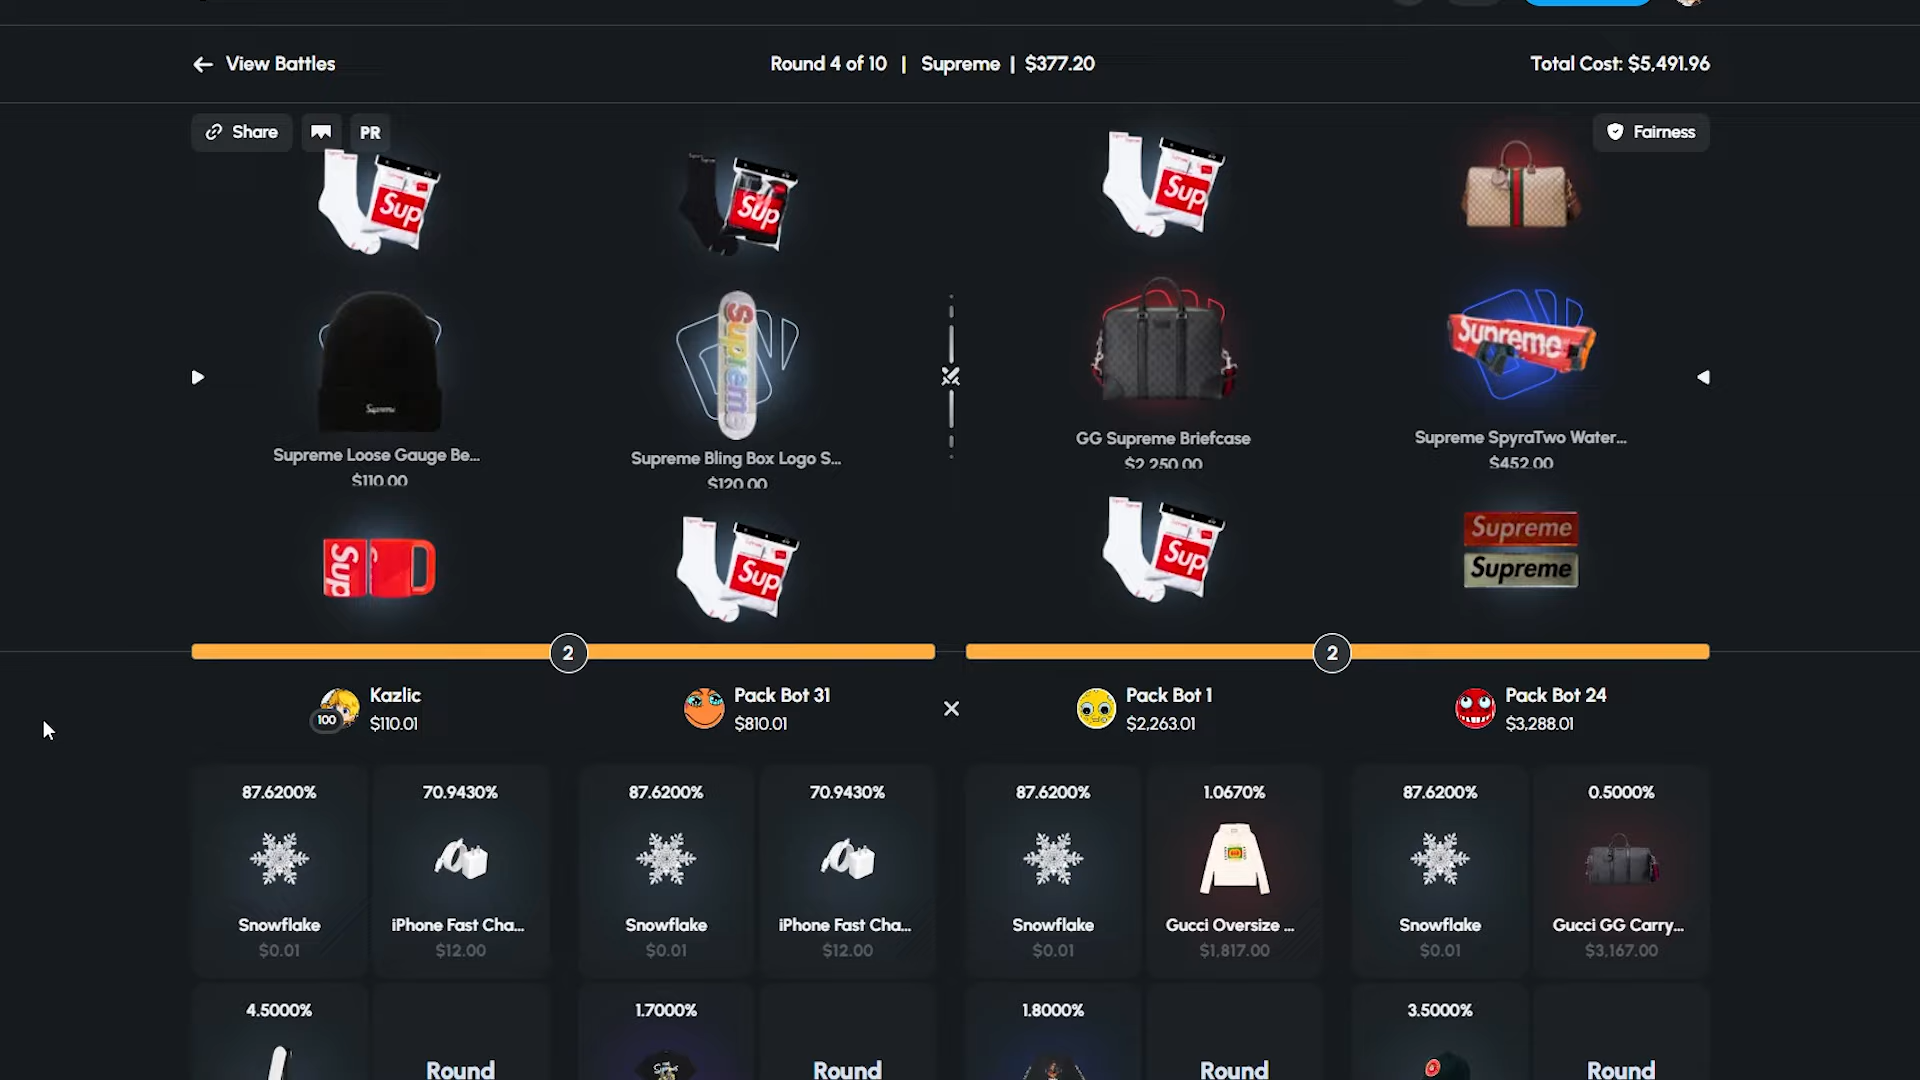 View Battles
Round 4 of 10 | Supreme | $377.20
Total Cost: $5,491.96
Share
PR
Fairness
Sup
Sup
Sup
Supreme
Supreme
Supreme
Supreme Loose Gauge Be...
$110.00
Supreme Bling Box Logo S...
$120.00
GG Supreme Briefcase
$2,250.00
Supreme SpyraTwo Water...
$452.00
Sup
Sup
Sup
Supreme
Supreme
2
2
Kazlic
100
$110.01
Pack Bot 31
$810.01
Pack Bot 1
$2,263.01
Pack Bot 24
$3,288.01
87.6200%
Snowflake
$0.01
70.9430%
iPhone Fast Cha...
$12.00
87.6200%
Snowflake
$0.01
70.9430%
iPhone Fast Cha...
$12.00
87.6200%
Snowflake
$0.01
1.0670%
Gucci Oversize ...
$1,817.00
87.6200%
Snowflake
$0.01
0.5000%
Gucci GG Carry...
$3,167.00
4.5000%
Round
1.7000%
Round
1.8000%
Round
3.5000%
Round